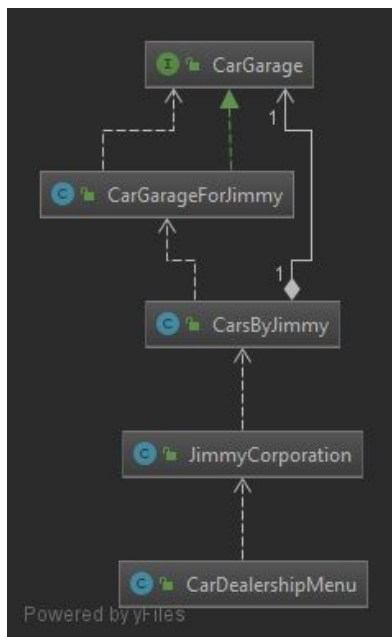 I CarGarage
1
C CarGarageForJimmy
1
C CarsByJimmy
C JimmyCorporation
C CarDealershipMenu
Powered by yFiles